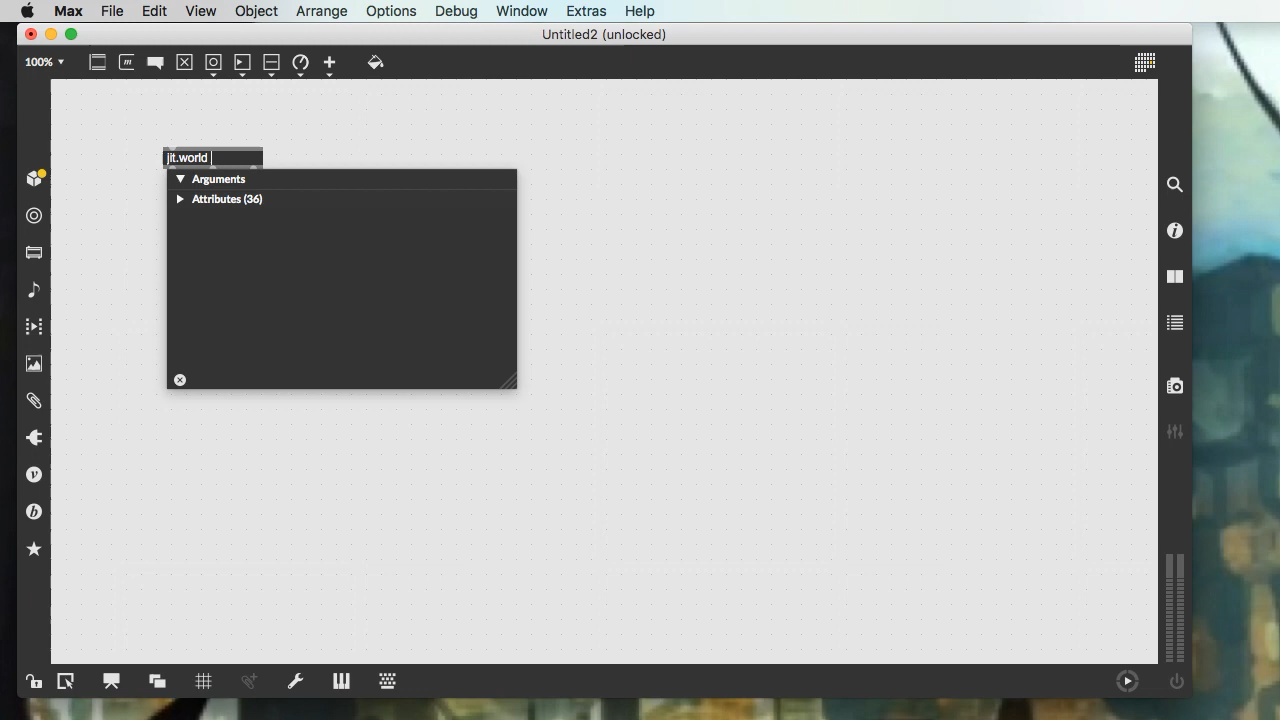 Max File Edit View Object Arrange Options Debug Window Extras Help
Untitled2 (unlocked)
100%
m
jit.world
Arguments
Attributes (36)
i
v
b